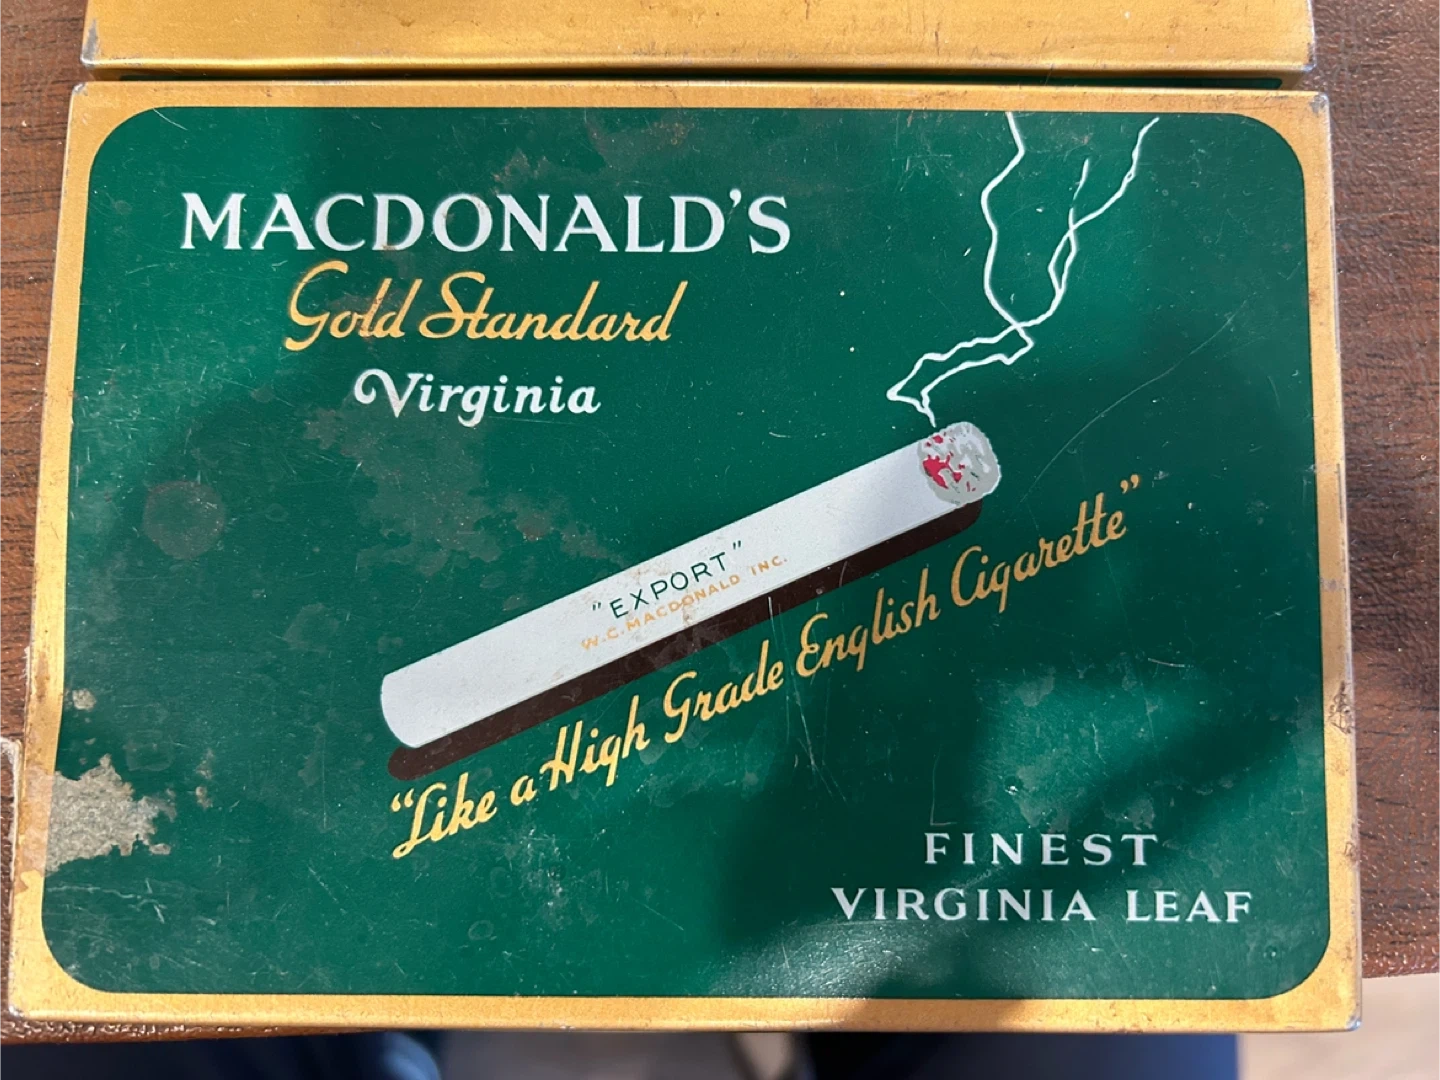 MACDONALD'S
Gold Standard
Virginia
"EXPORT"
W.C. MACDONALD INC.
"Like a High Grade English Cigarette"
FINEST
VIRGINIA LEAF